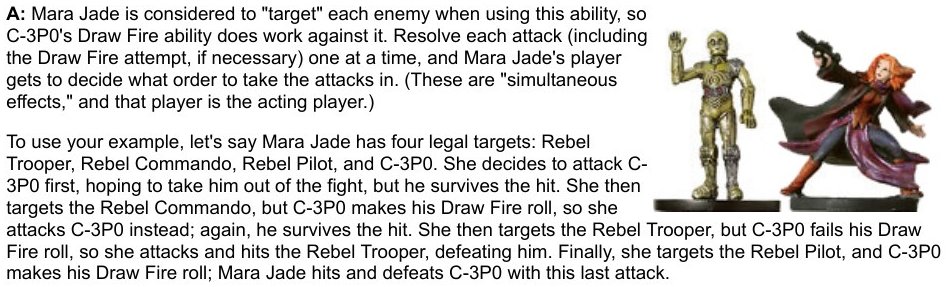 A: Mara Jade is considered to "target" each enemy when using this ability, so
C-3P0's Draw Fire ability does work against it. Resolve each attack (including
the Draw Fire attempt, if necessary) one at a time, and Mara Jade's player
gets to decide what order to take the attacks in. (These are "simultaneous
effects," and that player is the acting player.)
To use your example, let's say Mara Jade has four legal targets: Rebel
Trooper, Rebel Commando, Rebel Pilot, and C-3P0. She decides to attack C-
3P0 first, hoping to take him out of the fight, but he survives the hit. She then
targets the Rebel Commando, but C-3P0 makes his Draw Fire roll, so she
attacks C-3P0 instead; again, he survives the hit. She then targets the Rebel Trooper, but C-3P0 fails his Draw
Fire roll, so she attacks and hits the Rebel Trooper, defeating him. Finally, she targets the Rebel Pilot, and C-3P0
makes his Draw Fire roll; Mara Jade hits and defeats C-3P0 with this last attack.